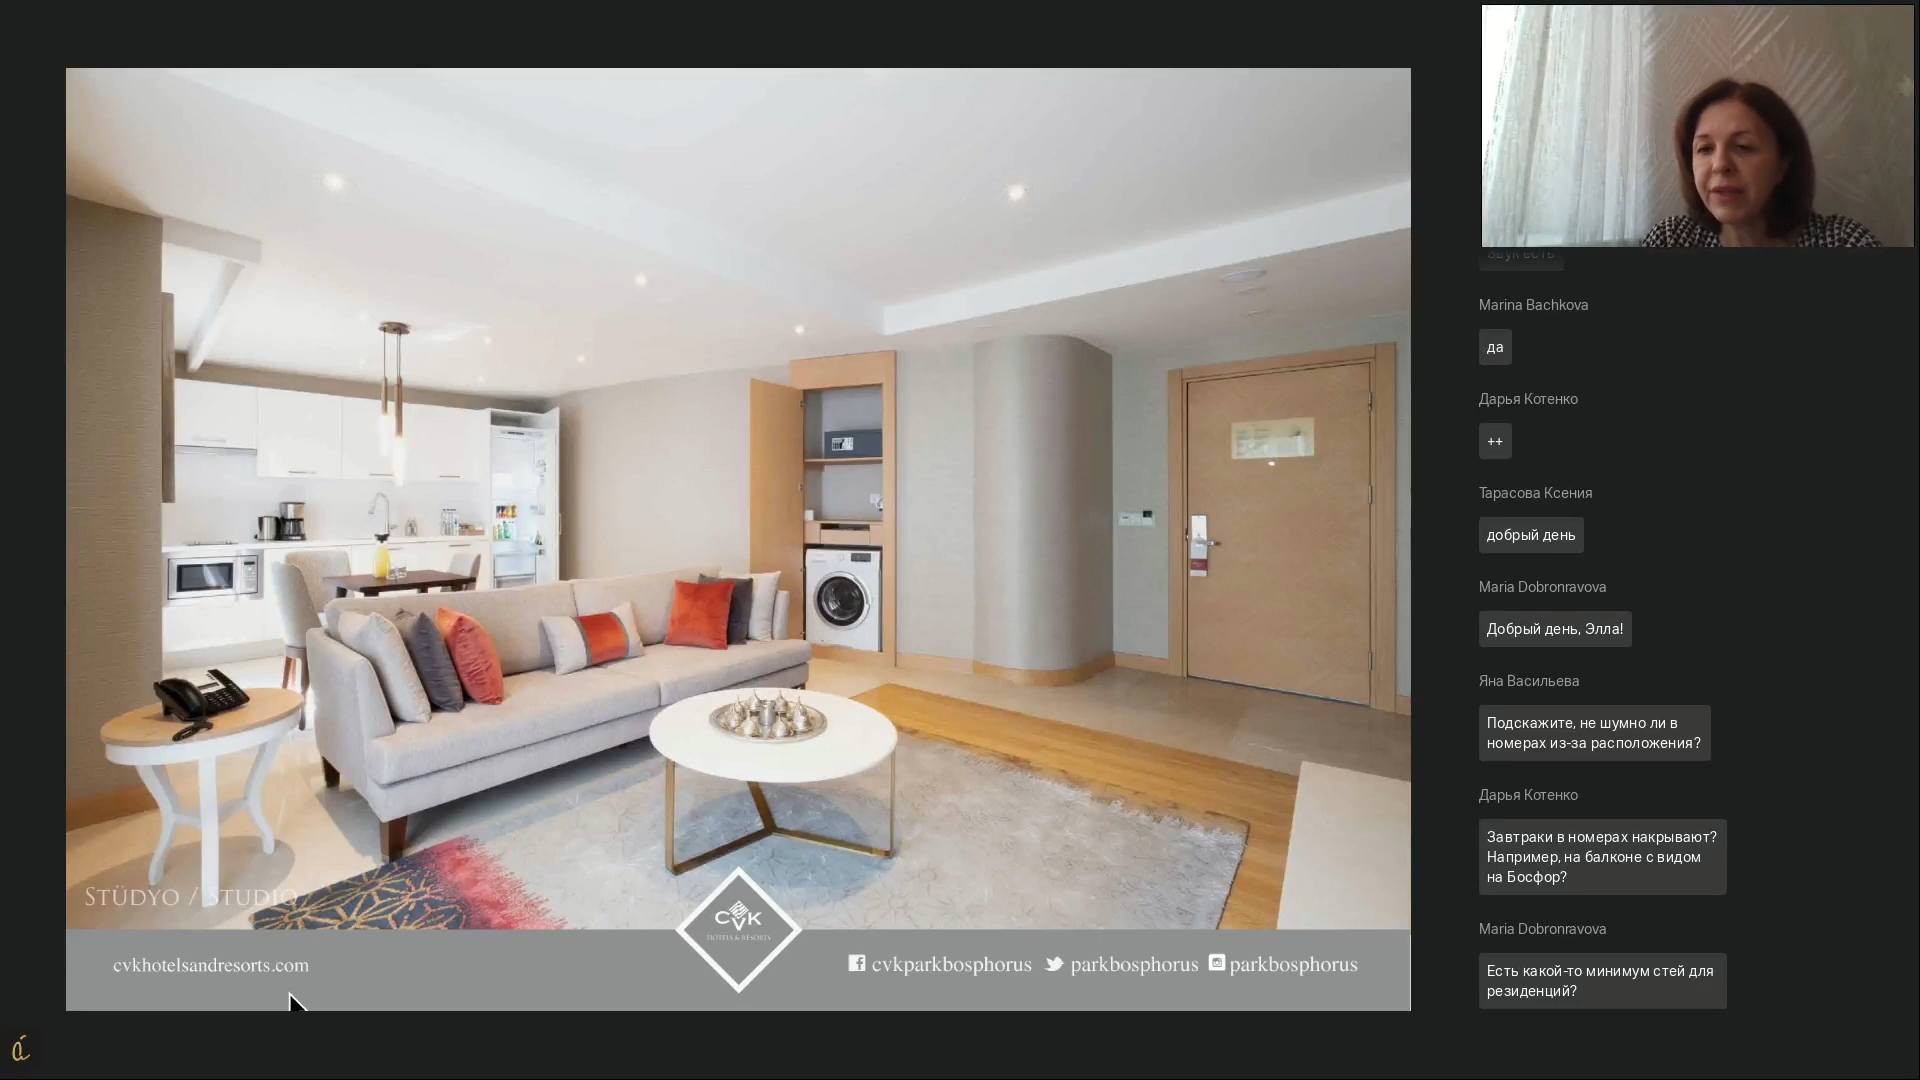 STÜDYO / STUDIO
CVK
HOTELS & RESORTS
cvkhotelsandresorts.com
cvkparkbosphorus
parkbosphorus
parkbosphorus
á
Звук есть
Marina Bachkova
да
Дарья Котенко
++
Тарасова Ксения
добрый день
Maria Dobronravova
Добрый день, Элла!
Яна Васильева
Подскажите, не шумно ли в
номерах из-за расположения?
Дарья Котенко
Завтраки в номерах накрывают?
Например, на балконе с видом
на Босфор?
Maria Dobronravova
Есть какой-то минимум стей для
резиденций?